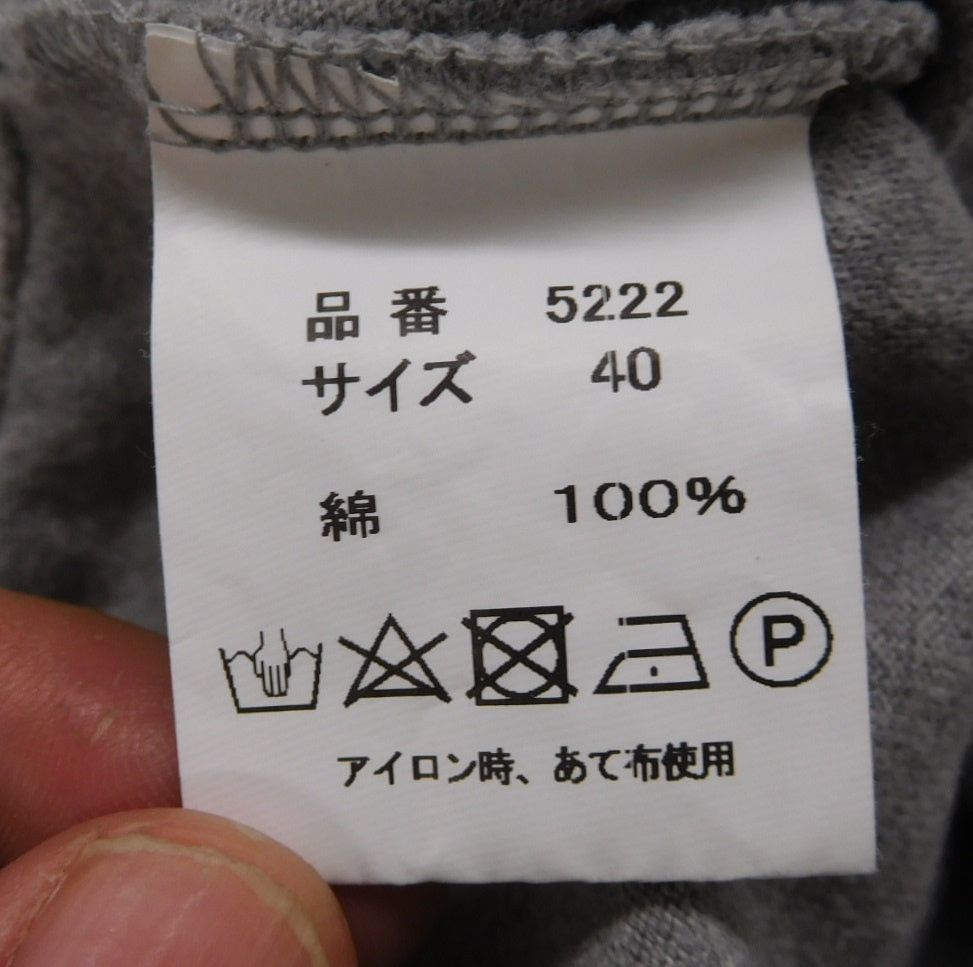 品番 5222
サイズ 40
綿 100%
P
アイロン時、あて布使用